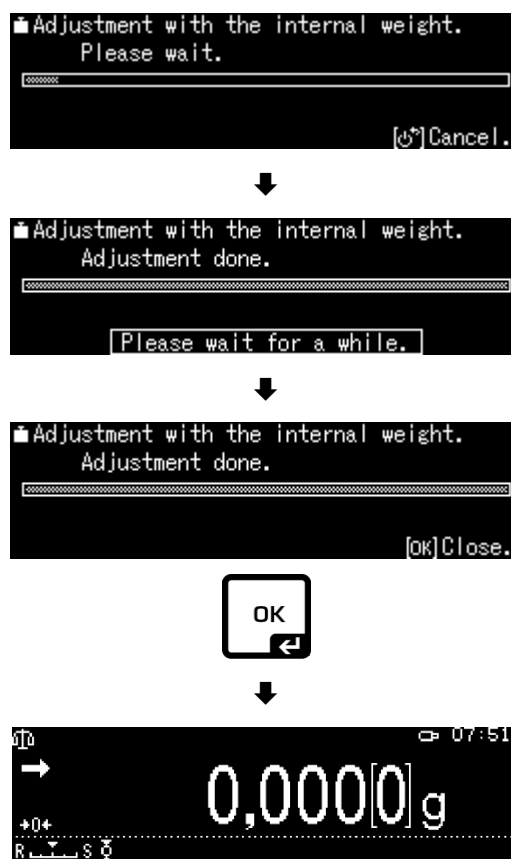 Adjustment with the internal weight.
Please wait.
[⏻]Cancel.
Adjustment with the internal weight.
Adjustment done.
Please wait for a while.
Adjustment with the internal weight.
Adjustment done.
[OK]Close.
OK
07:51
0,000[0] g
→0←
R S